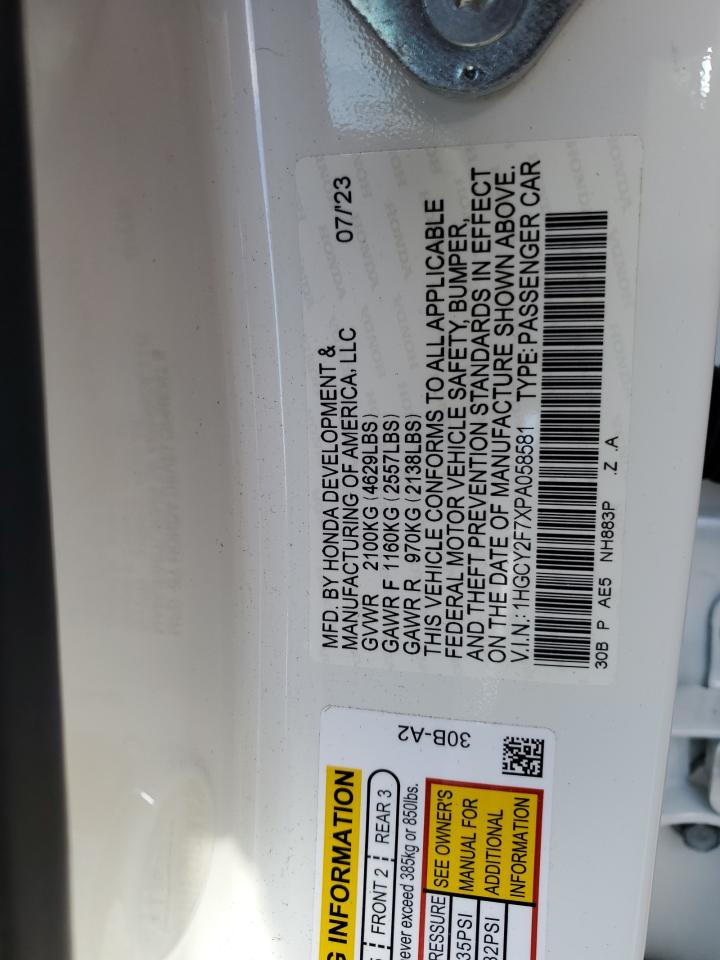 MFD. BY HONDA DEVELOPMENT &
MANUFACTURING OF AMERICA, LLC 07/'23
GVWR 2100KG (4629LBS)
GAWR F 1160KG (2557LBS)
GAWR R 970KG (2138LBS)
THIS VEHICLE CONFORMS TO ALL APPLICABLE
FEDERAL MOTOR VEHICLE SAFETY, BUMPER,
AND THEFT PREVENTION STANDARDS IN EFFECT
ON THE DATE OF MANUFACTURE SHOWN ABOVE.
V.I.N.: 1HGCY2F7XPA058581 TYPE: PASSENGER CAR
30B P AE5 NH883P .Z .A
30B-A2
INFORMATION
FRONT 2 REAR 3
never exceed 385kg or 850lbs.
SEE OWNER'S
MANUAL FOR
ADDITIONAL
INFORMATION
35PSI
32PSI
HONDA